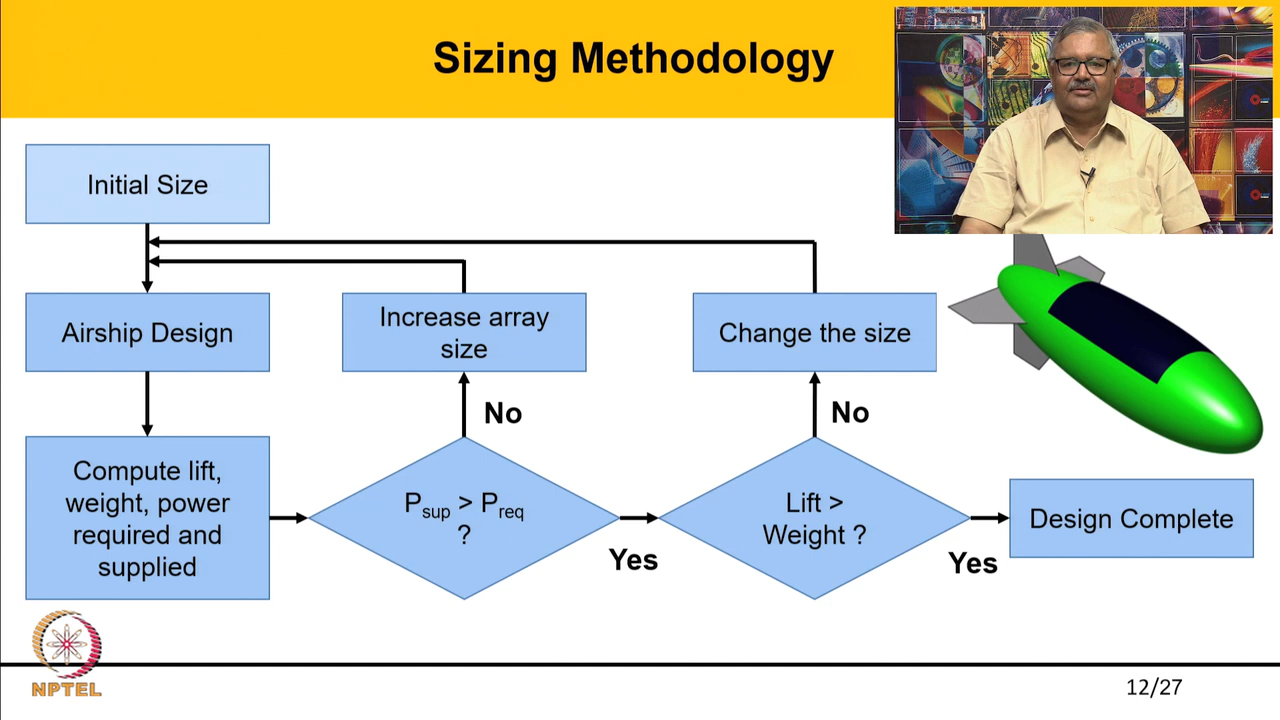 Sizing Methodology
Initial Size
Airship Design
Increase array
size
Change the size
No
No
Compute lift,
weight, power
required and
supplied
Psup > Preq
?
Yes
Lift >
Weight ?
Yes
Design Complete
NPTEL
12/27